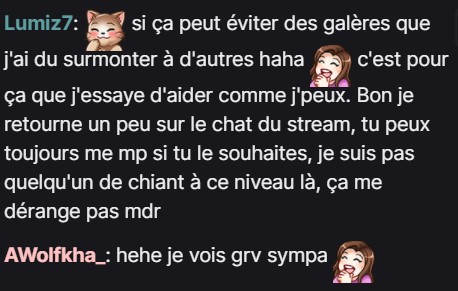 Lumiz7: si ça peut éviter des galères que
j'ai du surmonter à d'autres haha c'est pour
ça que j'essaye d'aider comme j'peux. Bon je
retourne un peu sur le chat du stream, tu peux
toujours me mp si tu le souhaites, je suis pas
quelqu'un de chiant à ce niveau là, ça me
dérange pas mdr
AWolfkha_: hehe je vois grv sympa